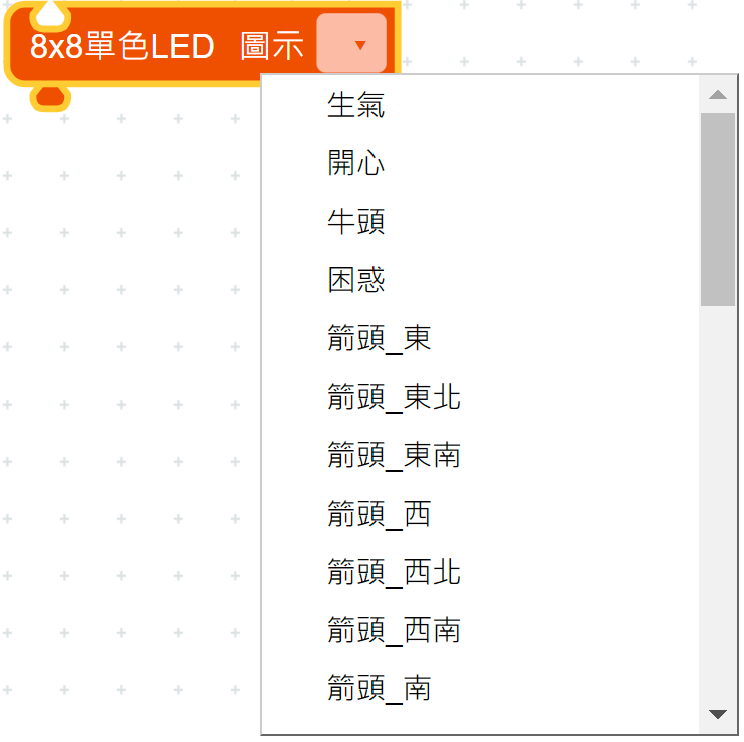 8x8單色LED 圖示
生氣
開心
牛頭
困惑
箭頭_東
箭頭_東北
箭頭_東南
箭頭_西
箭頭_西北
箭頭_西南
箭頭_南